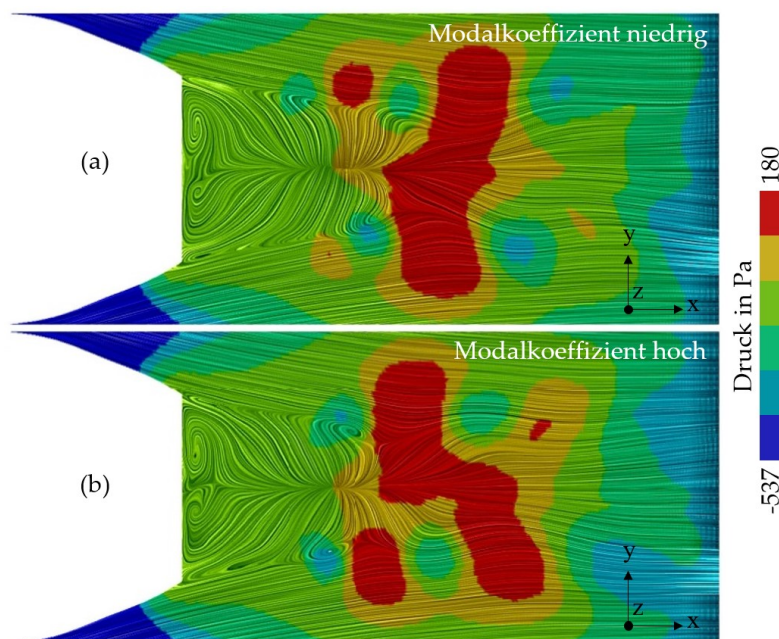 Modalkoeffizient niedrig
(a)
y
z
x
Modalkoeffizient hoch
(b)
y
z
x
180
Druck in Pa
-537